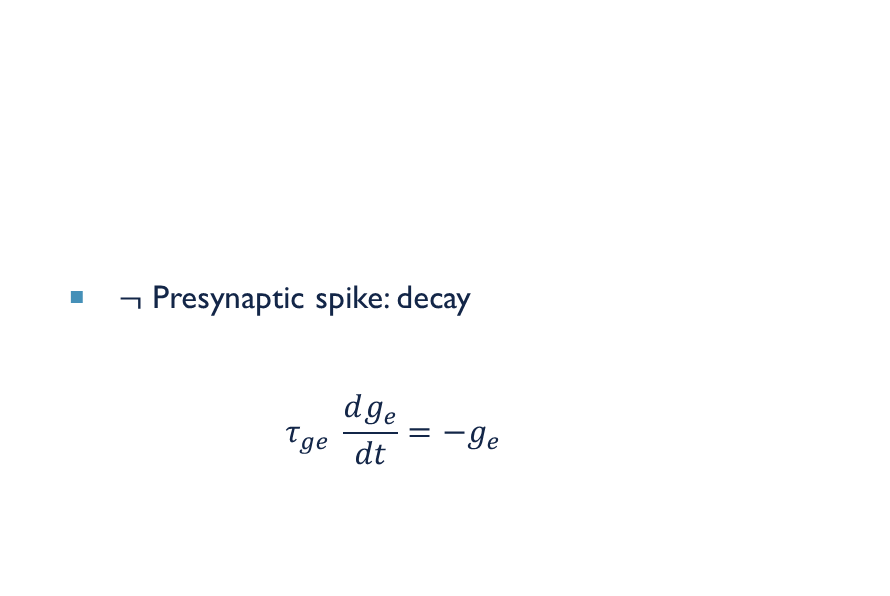 ¬ Presynaptic spike: decay
τ_ge dg_e/dt = −g_e